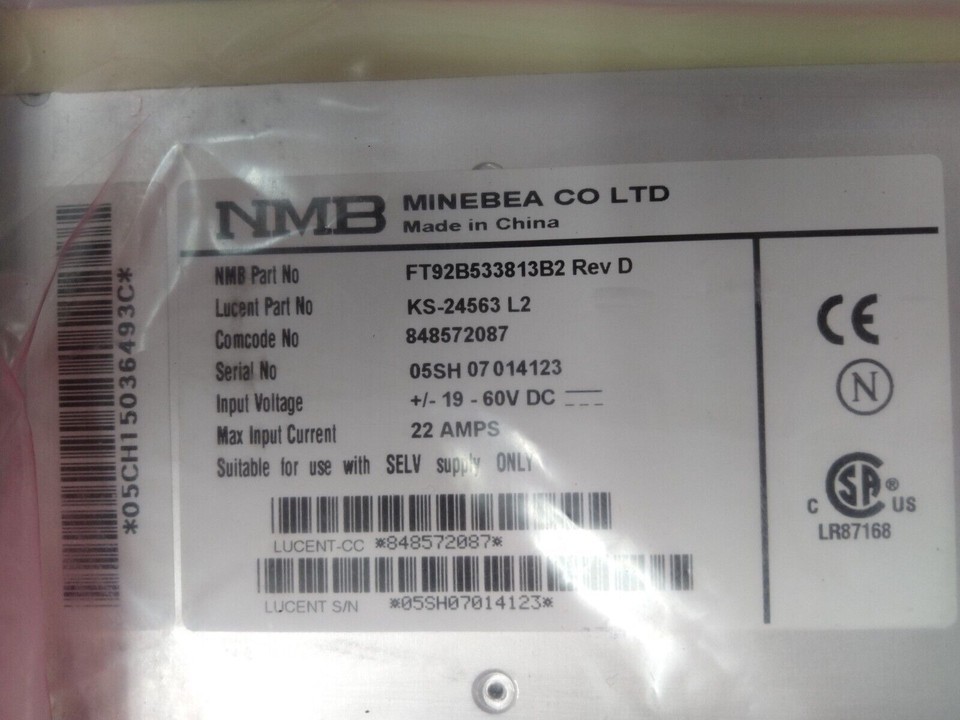 NMB MINEBEA CO LTD
Made in China
NMB Part No FT92B533813B2 Rev D
Lucent Part No KS-24563 L2
Comcode No 848572087
Serial No 05SH 07 014123
Input Voltage +/- 19 - 60V DC
Max Input Current 22 AMPS
Suitable for use with SELV supply ONLY
LUCENT-CC *848572087*
LUCENT S/N *05SH07014123*
*05CH15036493C*
CE
N
C SA ® US
LR87168